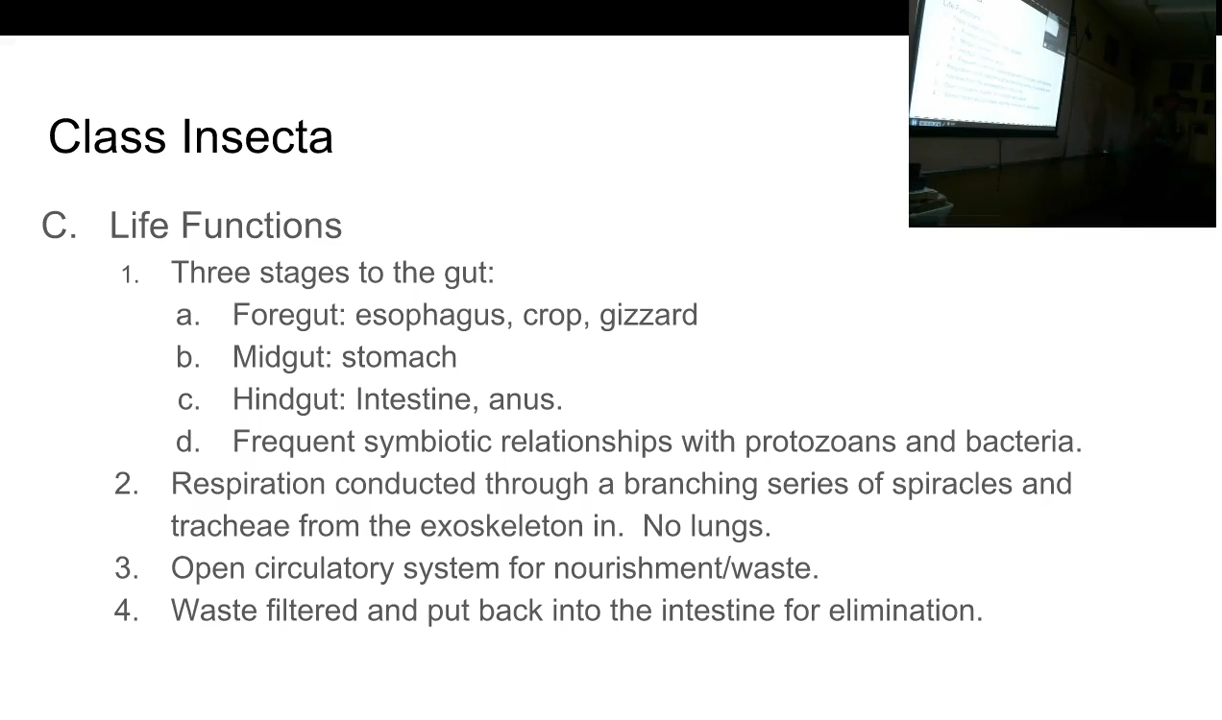 Class Insecta
C. Life Functions
1. Three stages to the gut:
a. Foregut: esophagus, crop, gizzard
b. Midgut: stomach
c. Hindgut: Intestine, anus.
d. Frequent symbiotic relationships with protozoans and bacteria.
2. Respiration conducted through a branching series of spiracles and
tracheae from the exoskeleton in.  No lungs.
3. Open circulatory system for nourishment/waste.
4. Waste filtered and put back into the intestine for elimination.